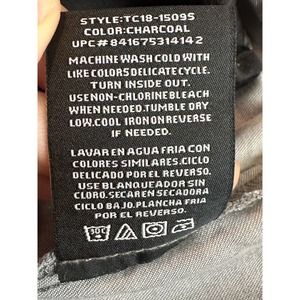 STYLE:TC18-1509S
COLOR:CHARCOAL
UPC#841675314142
MACHINE WASH COLD WITH
LIKE COLORS DELICATE CYCLE.
TURN INSIDE OUT.
USE NON-CHLORINE BLEACH
WHEN NEEDED.TUMBLE DRY
LOW.COOL IRON ON REVERSE
IF NEEDED.
LAVAR EN AGUA FRIA CON
COLORES SIMILARES.CICLO
DELICADO POR EL REVERSO.
USE BLANQUEADOR SIN
CLORO.SECAR EN SECADORA
CICLO BAJO.PLANCHA FRIA
POR EL REVERSO.